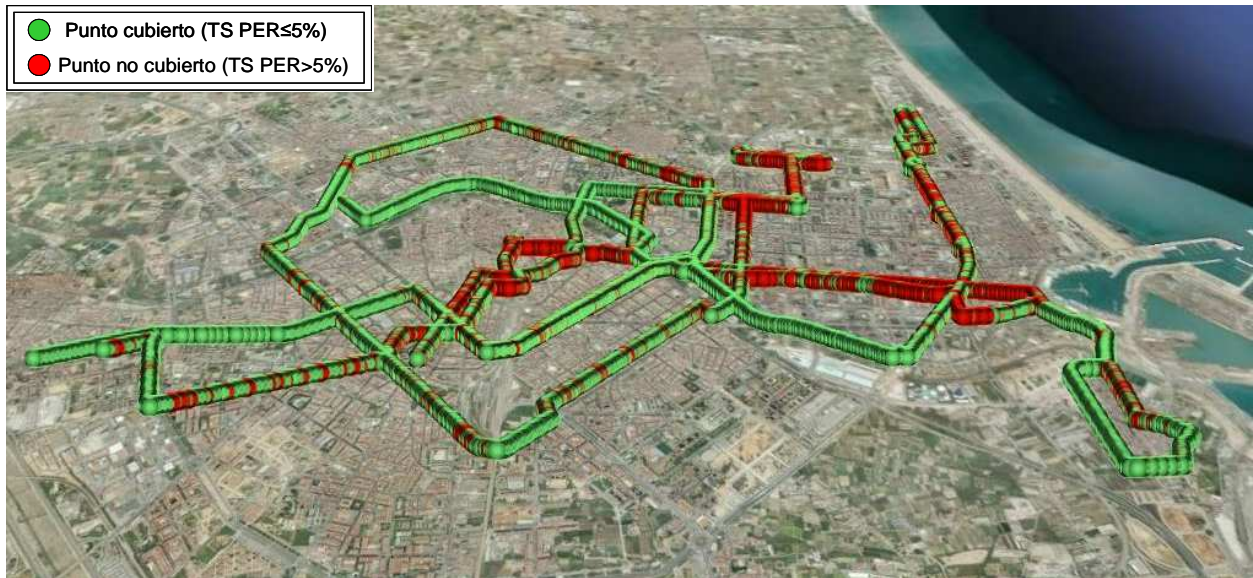 Punto cubierto (TS PER≤5%)
Punto no cubierto (TS PER>5%)